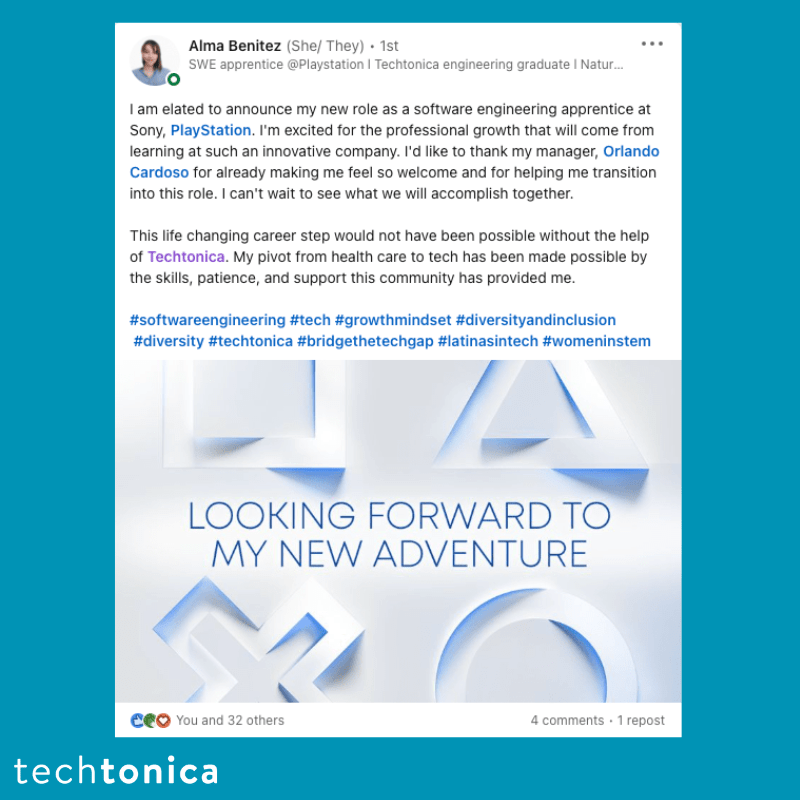 Alma Benitez (She/ They) • 1st
SWE apprentice @Playstation I Techtonica engineering graduate I Natur...
I am elated to announce my new role as a software engineering apprentice at
Sony, PlayStation. I'm excited for the professional growth that will come from
learning at such an innovative company. I'd like to thank my manager, Orlando
Cardoso for already making me feel so welcome and for helping me transition
into this role. I can't wait to see what we will accomplish together.
This life changing career step would not have been possible without the help
of Techtonica. My pivot from health care to tech has been made possible by
the skills, patience, and support this community has provided me.
#softwareengineering #tech #growthmindset #diversityandinclusion
#diversity #techtonica #bridgethetechgap #latinasintech #womeninstem
LOOKING FORWARD TO
MY NEW ADVENTURE
You and 32 others
4 comments · 1 repost
techtonica